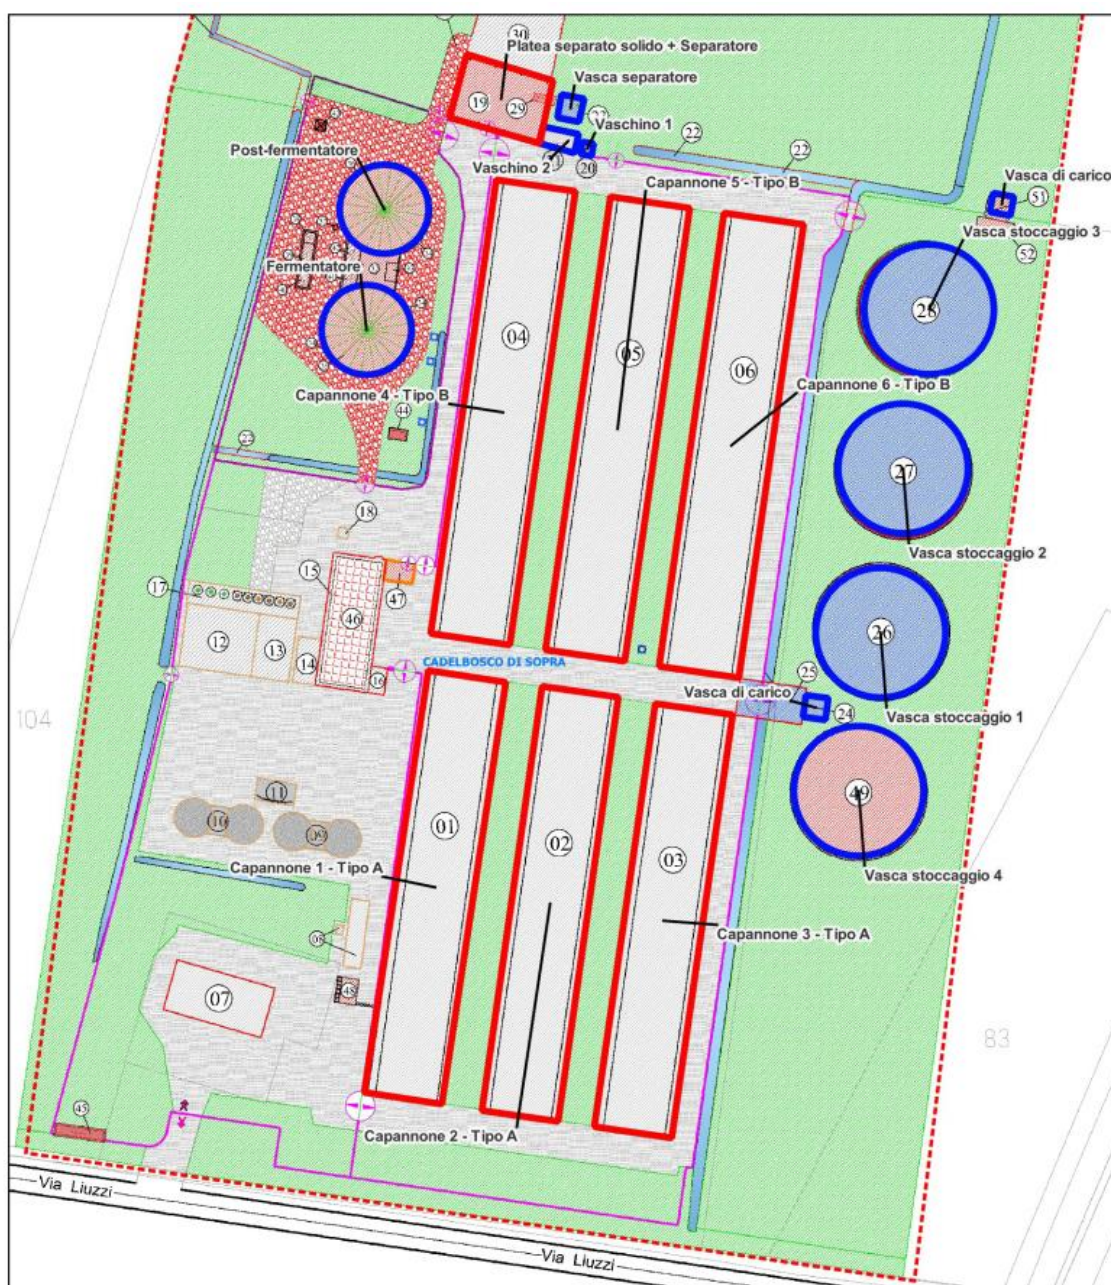 30
Platea separato solido + Separatore
Vasca separatore
19
29
Vaschino 1
22
22
Post-fermentatore
Vaschino 2
20
Capannone 5 - Tipo B
Vasca di carico
51
Vasca stoccaggio 3
52
Fermentatore
28
04
05
06
Capannone 6 - Tipo B
Capannone 4 - Tipo B
44
22
27
18
Vasca stoccaggio 2
15
17
47
46
12
13
14
16
26
CADELBOSCO DI SOPRA
25
Vasca di carico
24
Vasca stoccaggio 1
104
11
10
09
49
01
02
03
Capannone 1 - Tipo A
Vasca stoccaggio 4
Capannone 3 - Tipo A
08
48
07
83
45
Capannone 2 - Tipo A
Via Liuzzi
Via Liuzzi